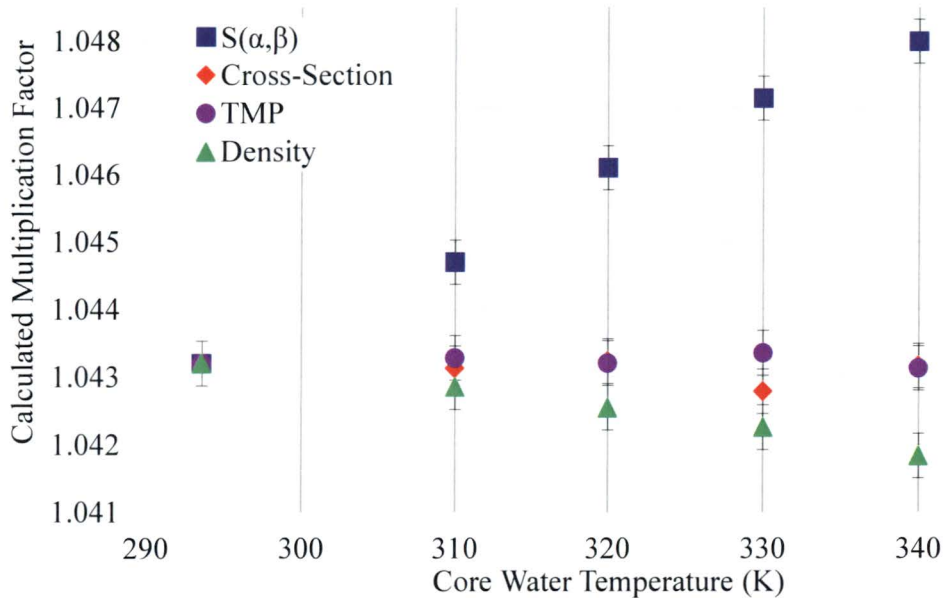 Calculated Multiplication Factor
1.048
1.047
1.046
1.045
1.044
1.043
1.042
1.041
S(α,β)
Cross-Section
TMP
Density
290
300
310
320
330
340
Core Water Temperature (K)